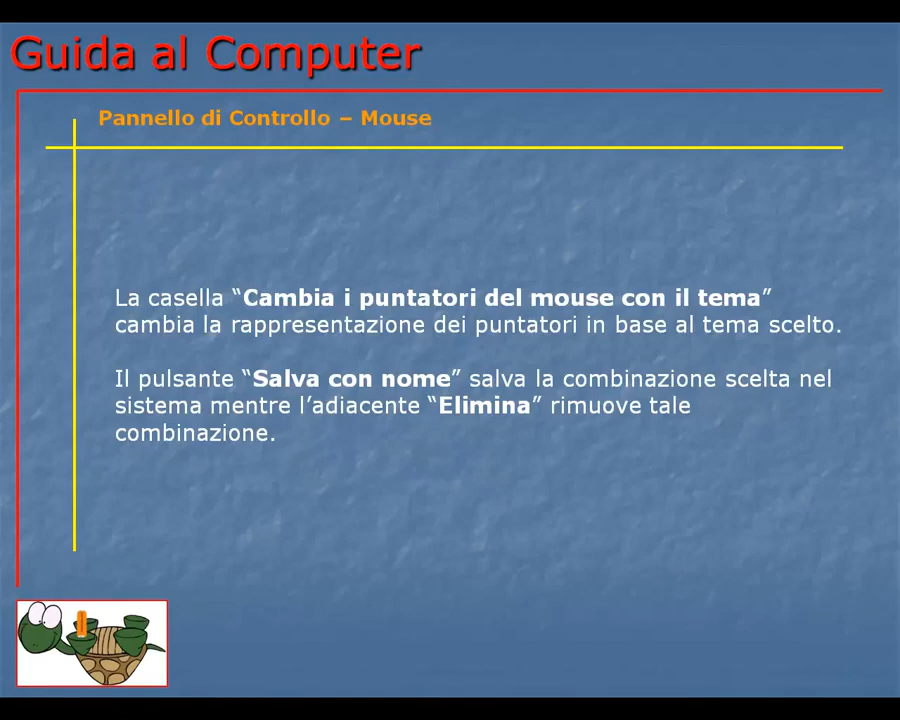 Guida al Computer
Pannello di Controllo – Mouse
La casella “Cambia i puntatori del mouse con il tema”
cambia la rappresentazione dei puntatori in base al tema scelto.
Il pulsante “Salva con nome” salva la combinazione scelta nel
sistema mentre l’adiacente “Elimina” rimuove tale
combinazione.